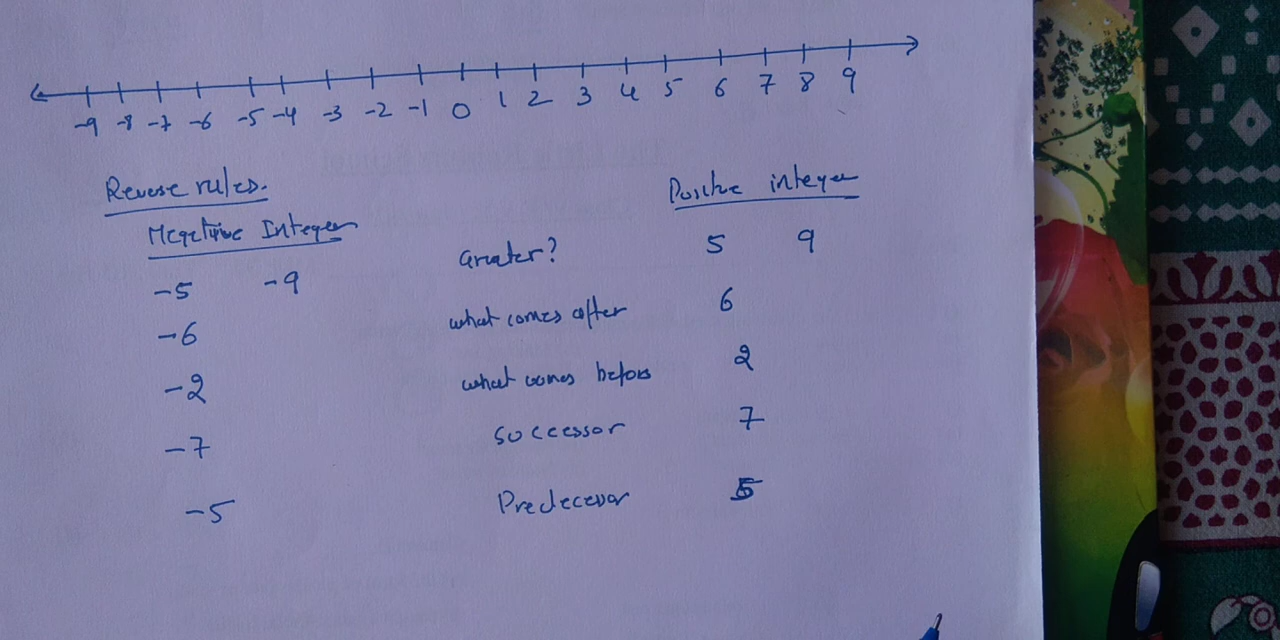 -9 -8 -7 -6 -5 -4 -3 -2 -1 0 1 2 3 4 5 6 7 8 9
Reverse rules.
Positive integer
Negative Integer
Greater?
5 9
-5 -9
what comes after
6
-6
what comes before
2
-2
successor
7
-7
Predecessor
5
-5